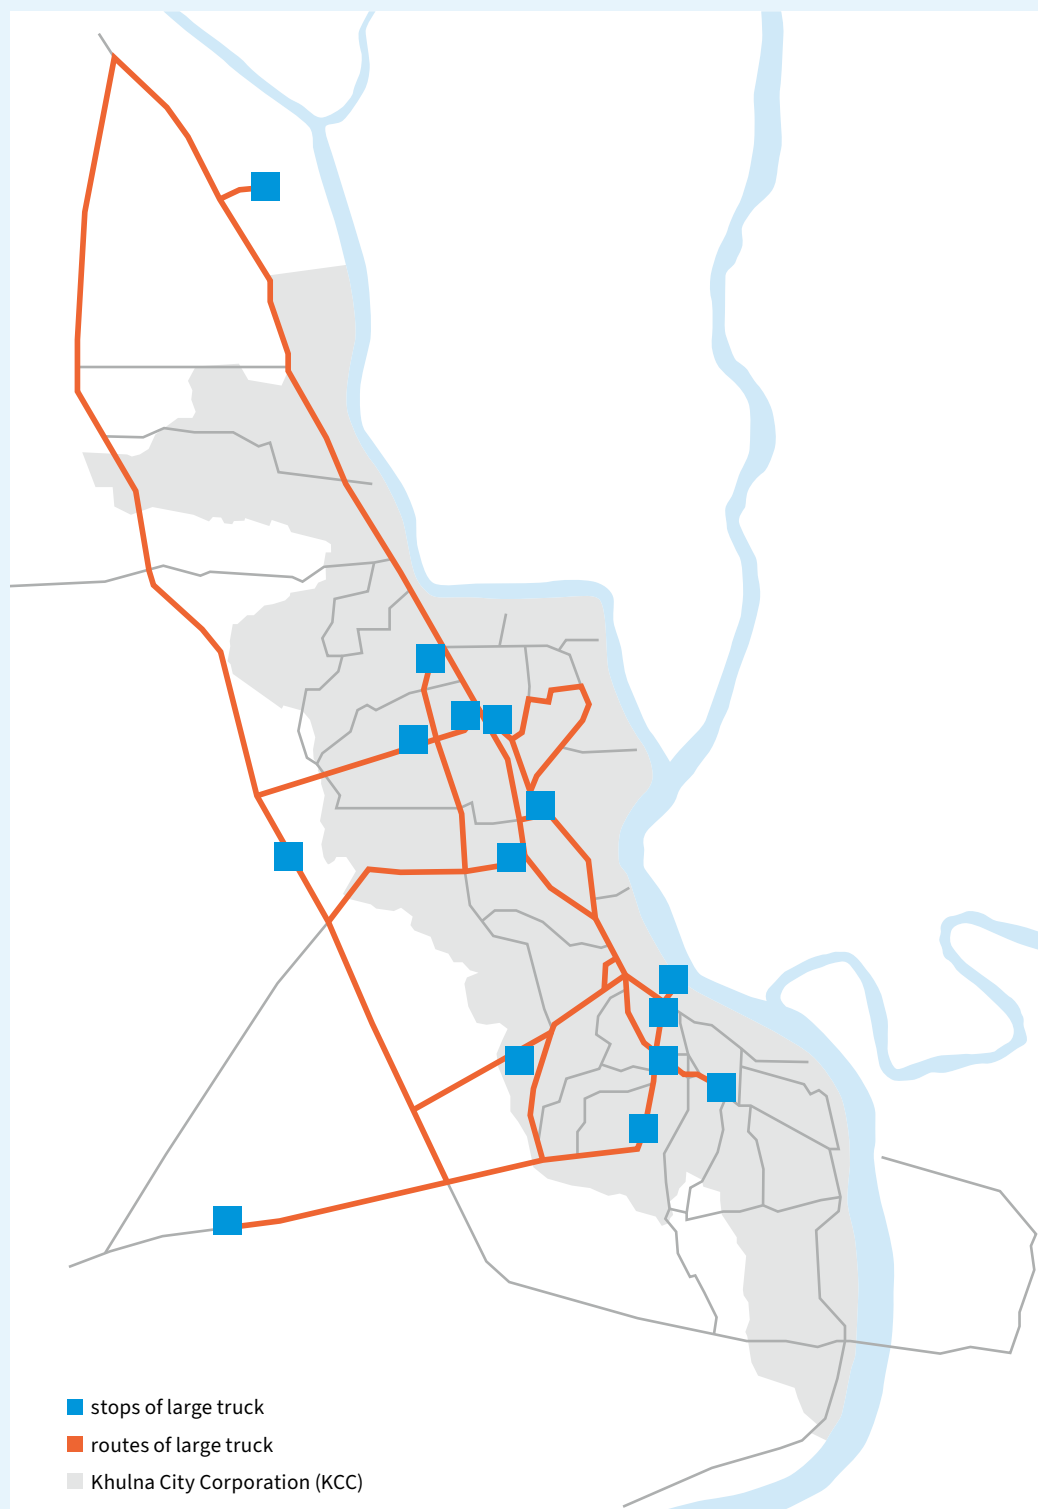 stops of large truck
routes of large truck
Khulna City Corporation (KCC)